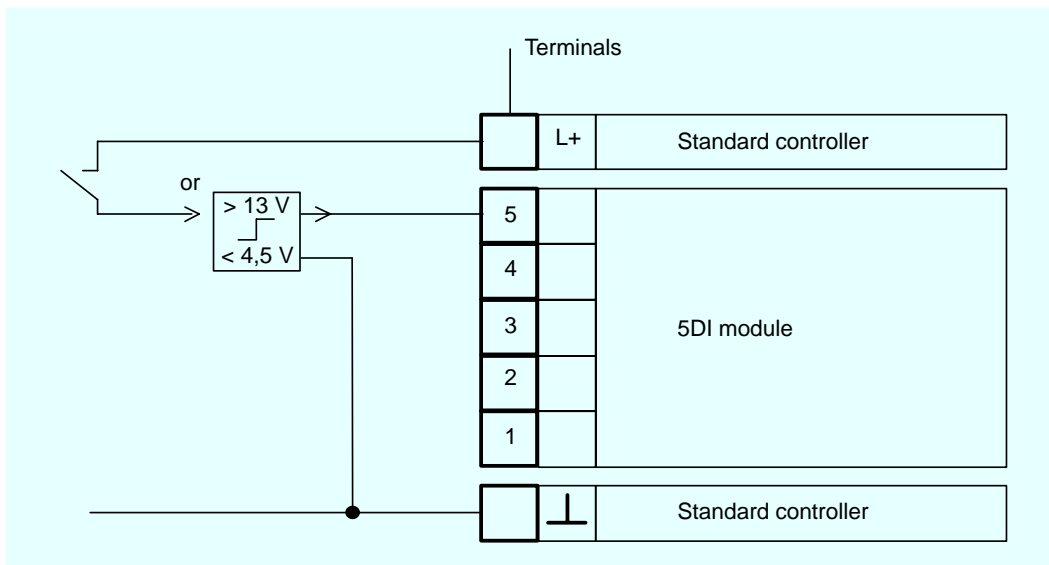 Terminals
L+ Standard controller
or
> 13 V
< 4,5 V
5
4
3
2
1
5DI module
Standard controller